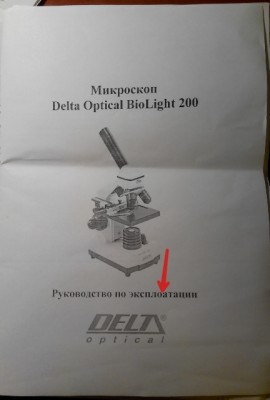 Микроскоп
Delta Optical BioLight 200
Руководство по эксплоатации
DELTA
optical